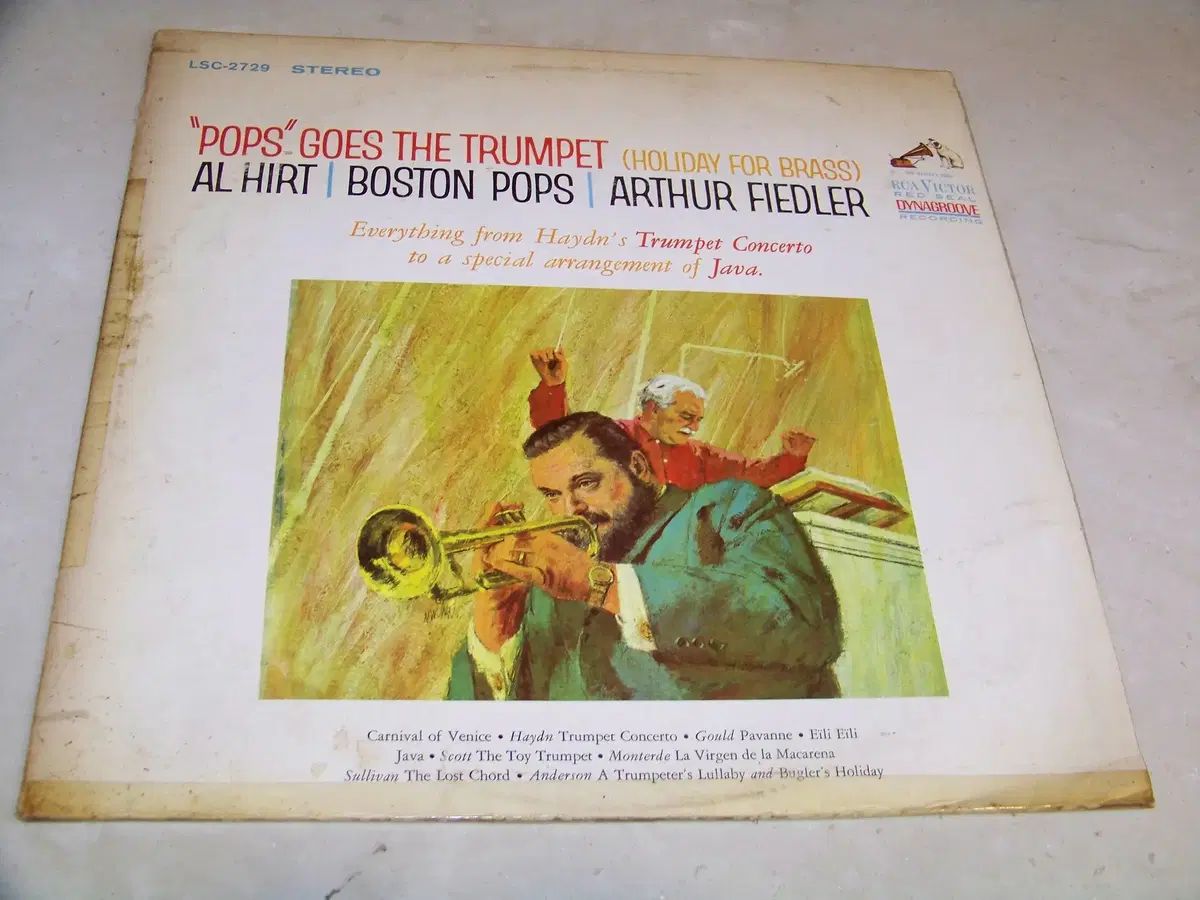 LSC-2729 STEREO
"POPS" GOES THE TRUMPET (HOLIDAY FOR BRASS)
AL HIRT | BOSTON POPS | ARTHUR FIEDLER
RCA VICTOR
RED SEAL
DYNAGROOVE
RECORDING
Everything from Haydn's Trumpet Concerto
to a special arrangement of Java.
Carnival of Venice • Haydn Trumpet Concerto • Gould Pavanne • Eili Eili
Java • Scott The Toy Trumpet • Monterde La Virgen de la Macarena
Sullivan The Lost Chord • Anderson A Trumpeter's Lullaby and Bugler's Holiday